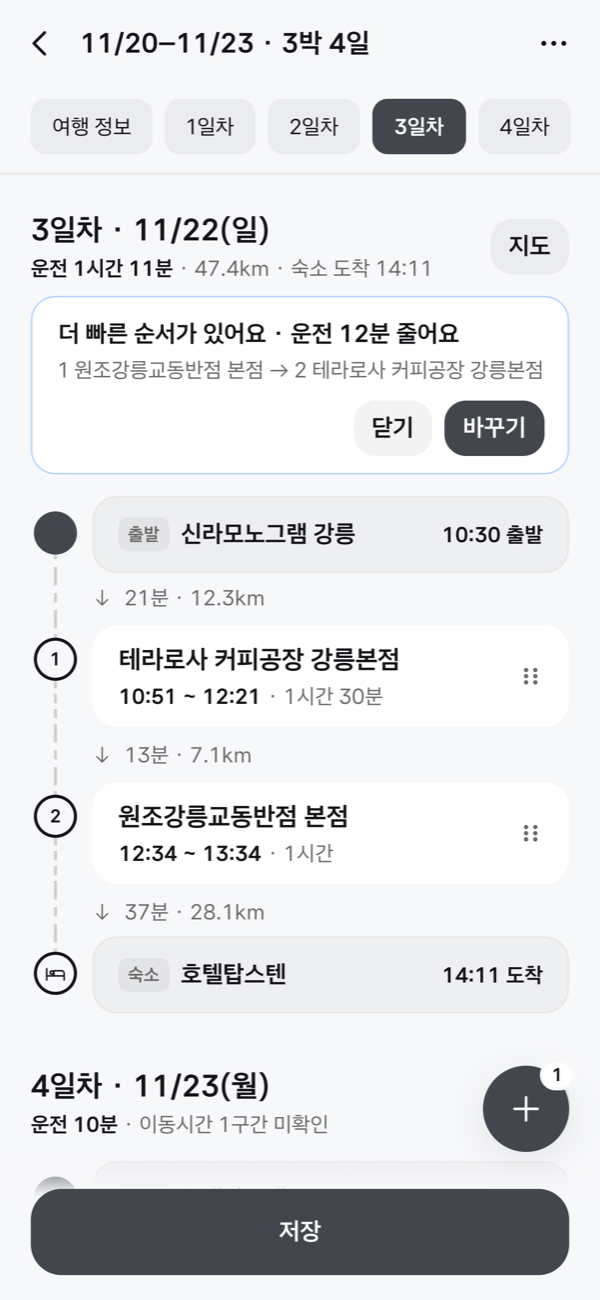 11/20–11/23 · 3박 4일
여행 정보 1일차 2일차 3일차 4일차
3일차 · 11/22(일)
지도
운전 1시간 11분 · 47.4km · 숙소 도착 14:11
더 빠른 순서가 있어요 · 운전 12분 줄어요
1 원조강릉교동반점 본점 → 2 테라로사 커피공장 강릉본점
닫기 바꾸기
출발 신라모노그램 강릉 10:30 출발
↓ 21분 · 12.3km
1 테라로사 커피공장 강릉본점
10:51 ~ 12:21 · 1시간 30분
↓ 13분 · 7.1km
2 원조강릉교동반점 본점
12:34 ~ 13:34 · 1시간
↓ 37분 · 28.1km
숙소 호텔탑스텐 14:11 도착
4일차 · 11/23(월)
1
운전 10분 · 이동시간 1구간 미확인
저장